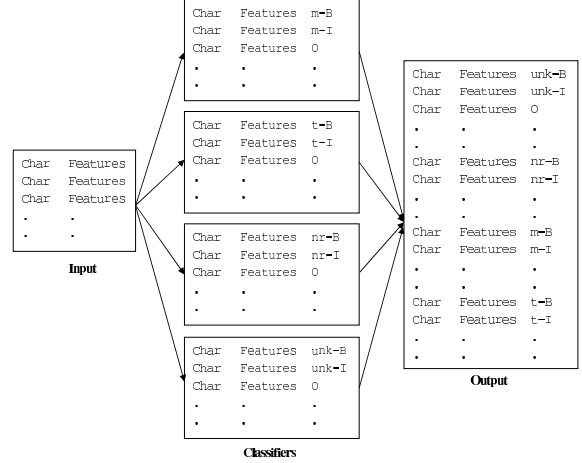 Char Features
Char Features
Char Features
. .
. .
Input
Char Features m-B
Char Features m-I
Char Features O
. . .
. . .
Char Features t-B
Char Features t-I
Char Features O
. . .
. . .
Char Features nr-B
Char Features nr-I
Char Features O
. . .
. . .
Char Features unk-B
Char Features unk-I
Char Features O
. . .
. . .
Classifiers
Char Features unk-B
Char Features unk-I
Char Features O
. . .
. . .
Char Features nr-B
Char Features nr-I
. . .
. . .
Char Features m-B
Char Features m-I
. . .
. . .
Char Features t-B
Char Features t-I
. . .
. . .
Output